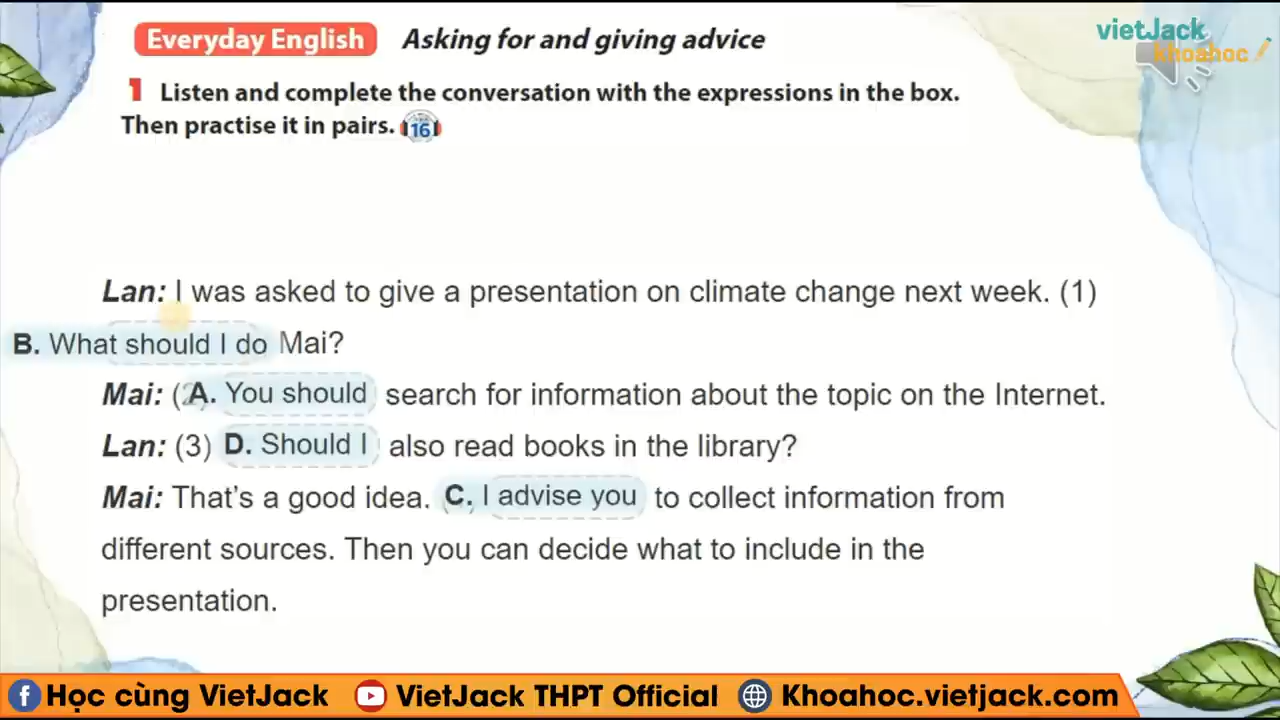 Everyday English Asking for and giving advice
vietJack
khoahoc
1 Listen and complete the conversation with the expressions in the box.
Then practise it in pairs. 16
Lan: I was asked to give a presentation on climate change next week. (1)
B. What should I do Mai?
Mai: (2 A. You should search for information about the topic on the Internet.
Lan: (3) D. Should I also read books in the library?
Mai: That's a good idea. C. I advise you to collect information from
different sources. Then you can decide what to include in the
presentation.
Học cùng VietJack VietJack THPT Official Khoahoc.vietjack.com